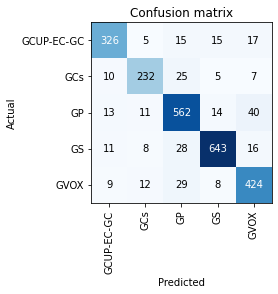 Confusion matrix
Actual
GCUP-EC-GC 326 5 15 15 17
GCs 10 232 25 5 7
GP 13 11 562 14 40
GS 11 8 28 643 16
GVOX 9 12 29 8 424
GCUP-EC-GC GCs GP GS GVOX
Predicted